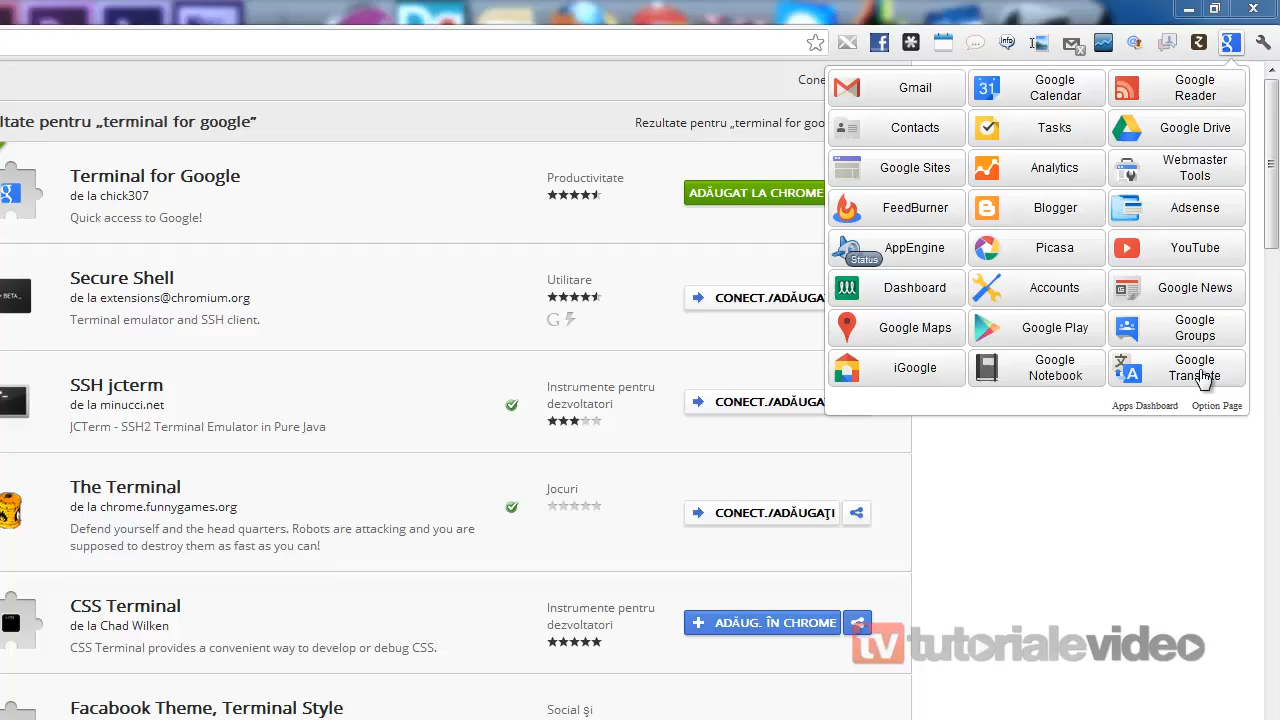 Cone
ltate pentru „terminal for google”
Rezultate pentru „terminal for goo
Terminal for Google
de la chirk307
Quick access to Google!
Productivitate
ADĂUGAT LA CHROME
BETA...
Secure Shell
de la extensions@chromium.org
Terminal emulator and SSH client.
Utilitare
CONECT./ADĂUGA
SSH jcterm
de la minucci.net
JCTerm - SSH2 Terminal Emulator in Pure Java
Instrumente pentru
dezvoltatori
CONECT./ADĂUGA
The Terminal
de la chrome.funnygames.org
Defend yourself and the head quarters. Robots are attacking and you are
supposed to destroy them as fast as you can!
Jocuri
CONECT./ADĂUGAŢI
CSS Terminal
de la Chad Wilken
CSS Terminal provides a convenient way to develop or debug CSS.
Instrumente pentru
dezvoltatori
ADĂUG. ÎN CHROME
Facabook Theme, Terminal Style
Social şi
Gmail
31
Google
Calendar
Google
Reader
Contacts
Tasks
Google Drive
Google Sites
Analytics
Webmaster
Tools
FeedBurner
Blogger
Adsense
AppEngine
Status
Picasa
YouTube
Dashboard
Accounts
Google News
Google Maps
Google Play
Google
Groups
iGoogle
Google
Notebook
Google
Translate
Apps Dashboard
Option Page
tv tutorialevideo